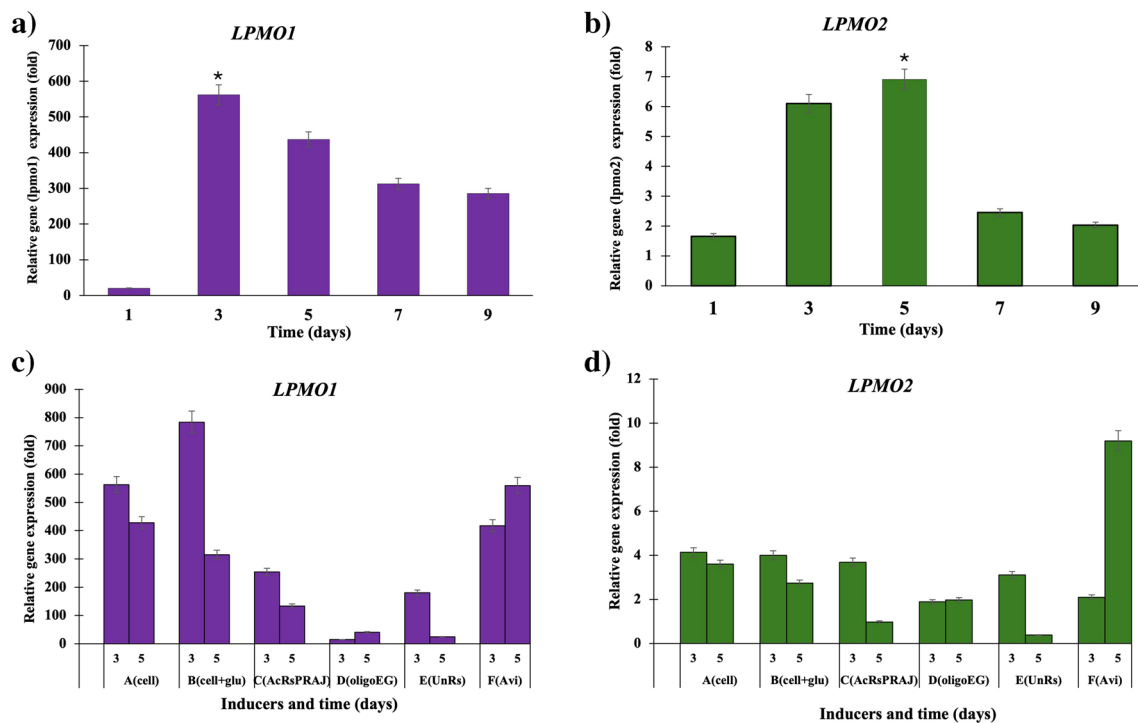 a)
LPMO1
Relative gene (lpmo1) expression (fold)
700
600
500
400
300
200
100
0
*
1 3 5 7 9
Time (days)
b)
LPMO2
Relative gene (lpmo2) expression (fold)
8
7
6
5
4
3
2
1
0
*
1 3 5 7 9
Time (days)
c)
LPMO1
Relative gene expression (fold)
900
800
700
600
500
400
300
200
100
0
3 5 3 5 3 5 3 5 3 5 3 5
A(cell) B(cell+glu) C(AcRsPRAJ) D(oligoEG) E(UnRs) F(Avi)
Inducers and time (days)
d)
LPMO2
Relative gene expression (fold)
12
10
8
6
4
2
0
3 5 3 5 3 5 3 5 3 5 3 5
A(cell) B(cell+glu) C(AcRsPRAJ) D(oligoEG) E(UnRs) F(Avi)
Inducers and time (days)